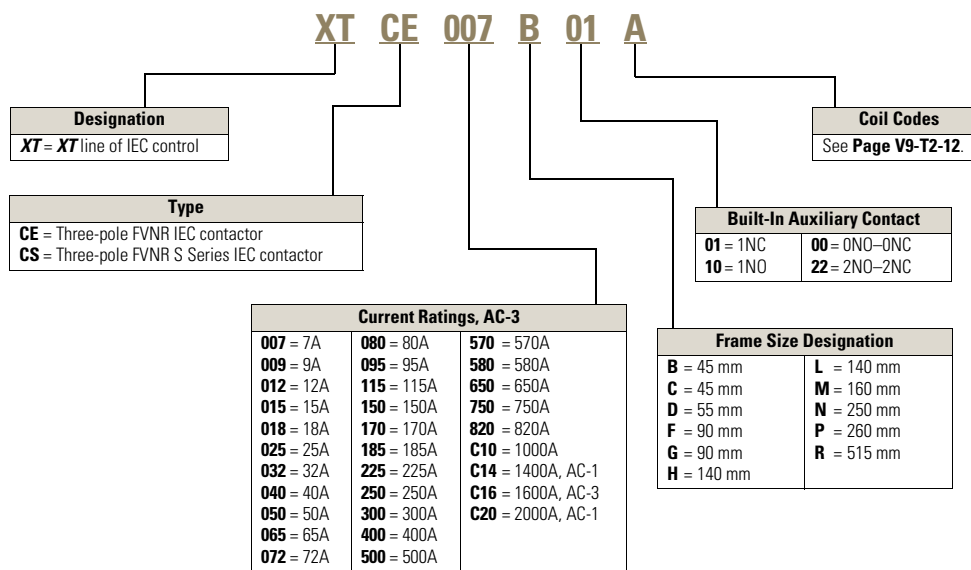 XT CE 007 B 01 A
Designation
XT = XT line of IEC control
Coil Codes
See Page V9-T2-12.
Type
CE = Three-pole FVNR IEC contactor
CS = Three-pole FVNR S Series IEC contactor
Built-In Auxiliary Contact
01 = 1NC 00 = 0NO–0NC
10 = 1NO 22 = 2NO–2NC
Current Ratings, AC-3
007 = 7A 080 = 80A 570 = 570A
009 = 9A 095 = 95A 580 = 580A
012 = 12A 115 = 115A 650 = 650A
015 = 15A 150 = 150A 750 = 750A
018 = 18A 170 = 170A 820 = 820A
025 = 25A 185 = 185A C10 = 1000A
032 = 32A 225 = 225A C14 = 1400A, AC-1
040 = 40A 250 = 250A C16 = 1600A, AC-3
050 = 50A 300 = 300A C20 = 2000A, AC-1
065 = 65A 400 = 400A
072 = 72A 500 = 500A
Frame Size Designation
B = 45 mm L = 140 mm
C = 45 mm M = 160 mm
D = 55 mm N = 250 mm
F = 90 mm P = 260 mm
G = 90 mm R = 515 mm
H = 140 mm